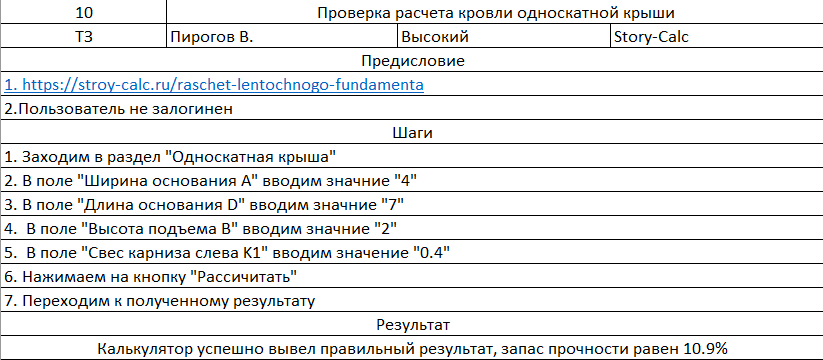 10 Проверка расчета кровли односкатной крыши
ТЗ Пирогов В. Высокий Story-Calc
Предисловие
1. https://stroy-calc.ru/raschet-lentochnogo-fundamenta
2.Пользователь не залогинен
Шаги
1. Заходим в раздел "Односкатная крыша"
2. В поле "Ширина основания А" вводим значние "4"
3. В поле "Длина основания D" вводим значние "7"
4.  В поле "Высота подъема B" вводим значние "2"
5.  В поле "Свес карниза слева K1" вводим значение "0.4"
6. Нажимаем на кнопку "Рассичитать"
7. Переходим к полученному результату
Результат
Калькулятор успешно вывел правильный результат, запас прочности равен 10.9%